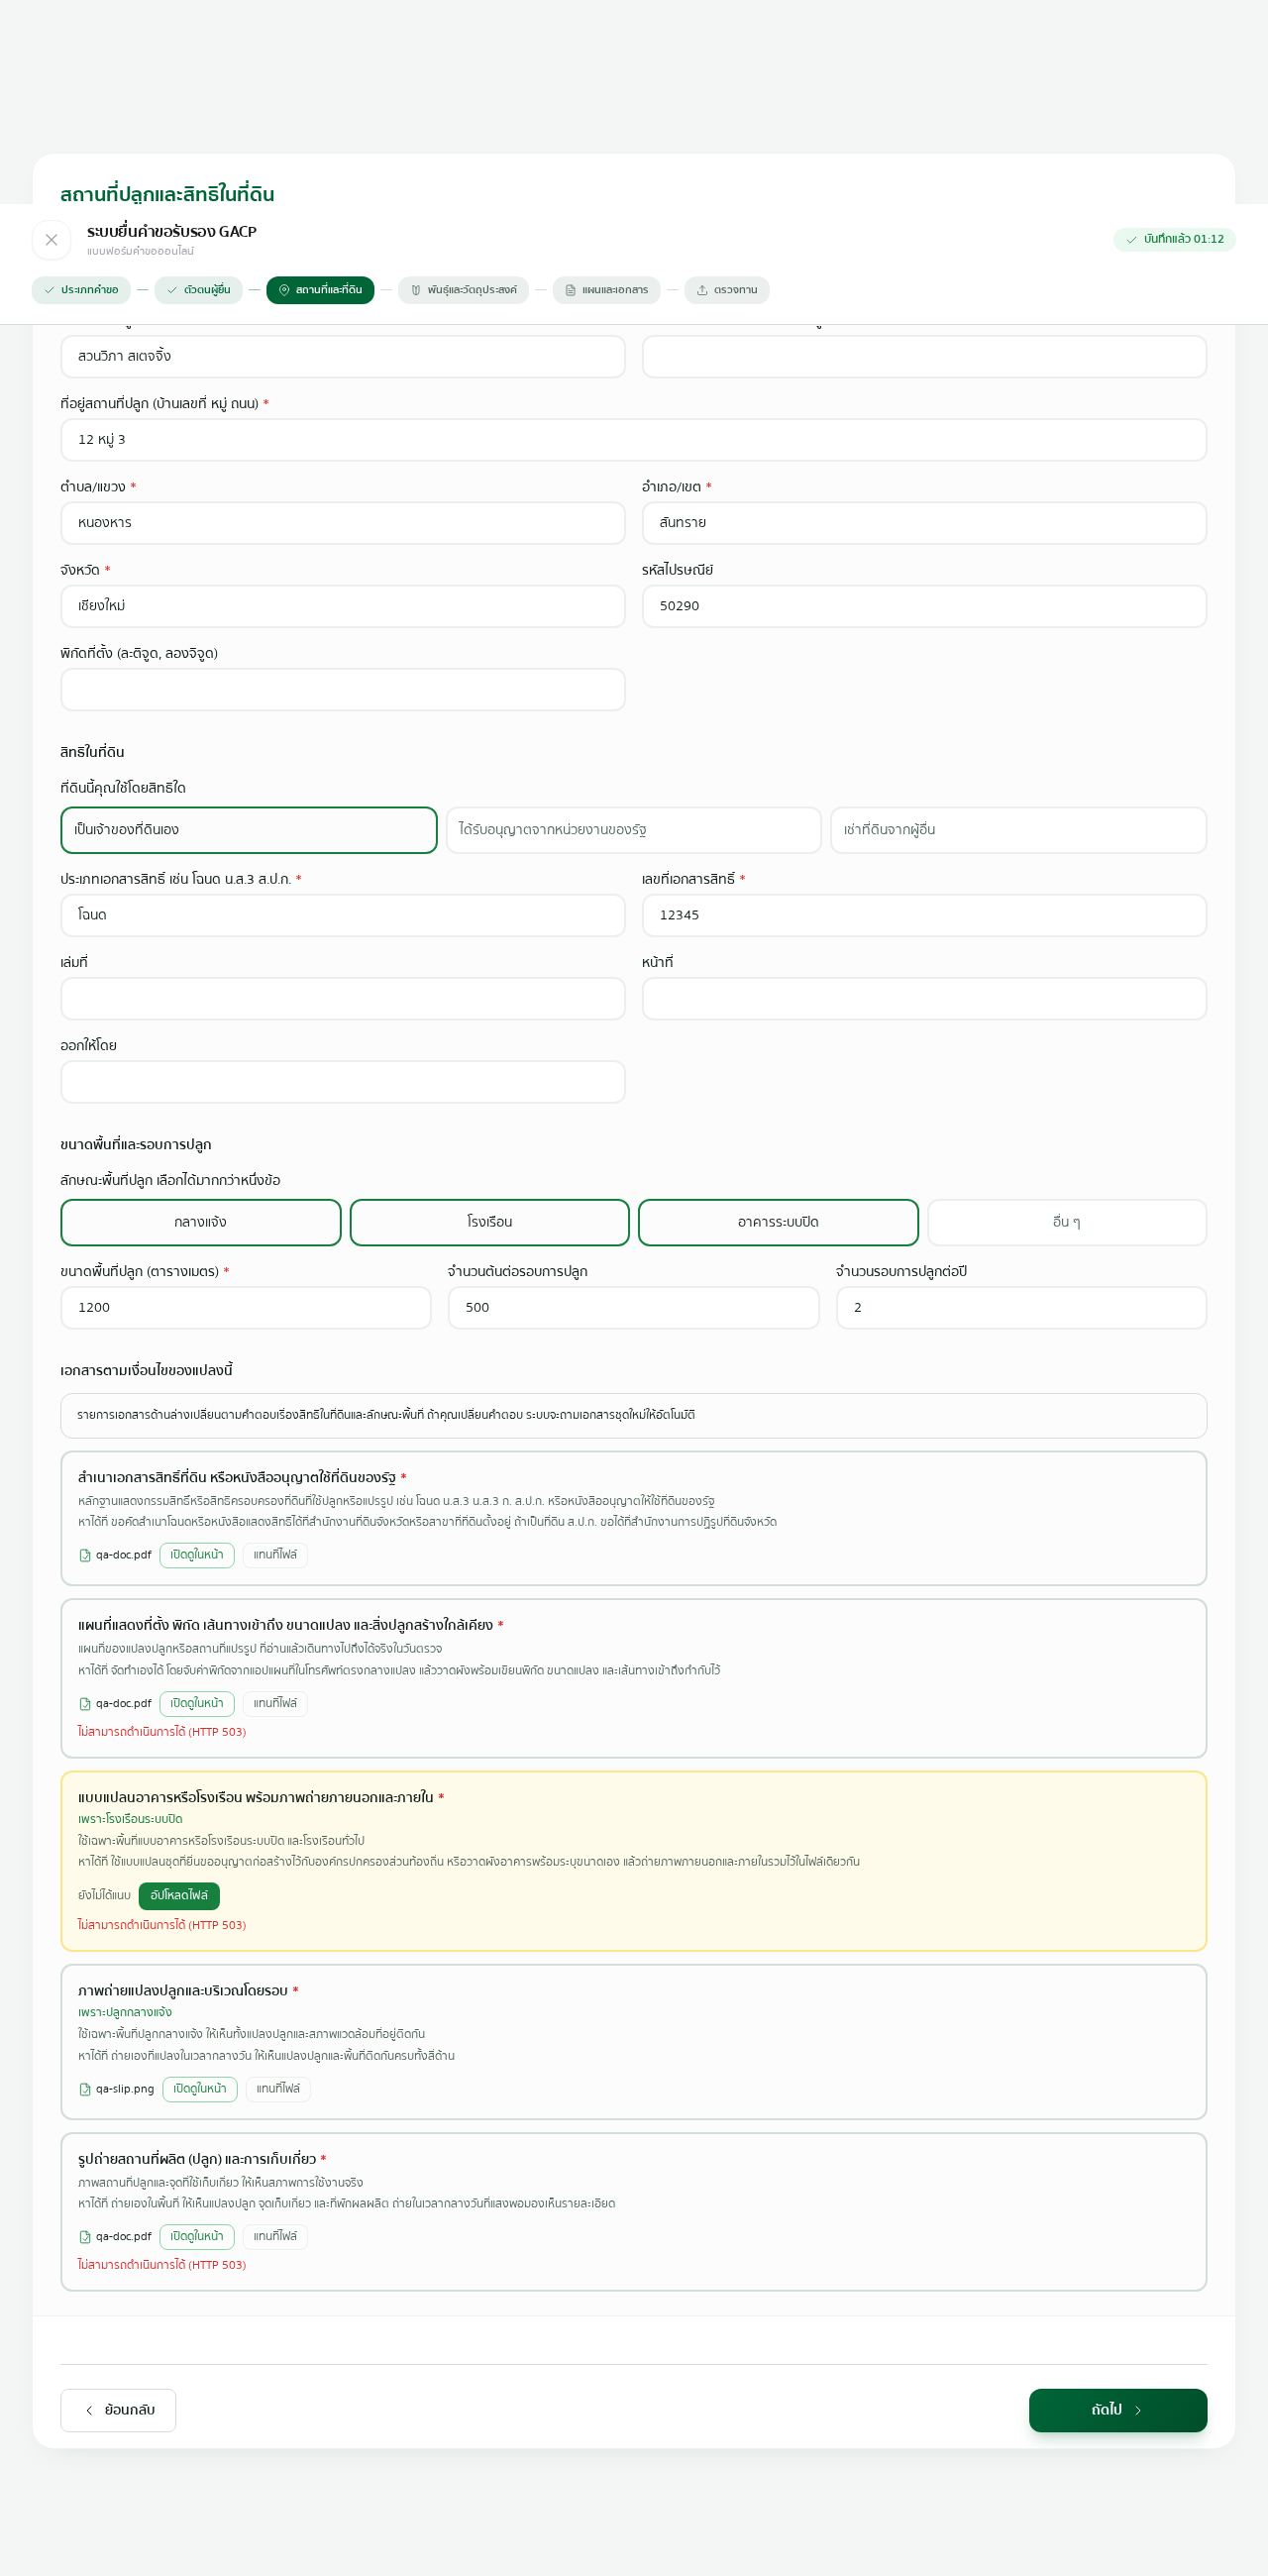 สถานที่ปลูกและสิทธิในที่ดิน
ระบบยื่นคำขอรับรอง GACP
แบบฟอร์มคำขอออนไลน์
บันทึกแล้ว 01:12
ประเภทคำขอ
ตัวตนผู้ยื่น
สถานที่และที่ดิน
พันธุ์และวัตถุประสงค์
แผนและเอกสาร
ตรวจทาน
สวนวิภา สเตจจิ้ง
ที่อยู่สถานที่ปลูก (บ้านเลขที่ หมู่ ถนน) *
12 หมู่ 3
ตำบล/แขวง *
อำเภอ/เขต *
หนองหาร
สันทราย
จังหวัด *
รหัสไปรษณีย์
เชียงใหม่
50290
พิกัดที่ตั้ง (ละติจูด, ลองจิจูด)
สิทธิในที่ดิน
ที่ดินนี้คุณใช้โดยสิทธิใด
เป็นเจ้าของที่ดินเอง
ได้รับอนุญาตจากหน่วยงานของรัฐ
เช่าที่ดินจากผู้อื่น
ประเภทเอกสารสิทธิ์ เช่น โฉนด น.ส.3 ส.ป.ก. *
เลขที่เอกสารสิทธิ์ *
โฉนด
12345
เล่มที่
หน้าที่
ออกให้โดย
ขนาดพื้นที่และรอบการปลูก
ลักษณะพื้นที่ปลูก เลือกได้มากกว่าหนึ่งข้อ
กลางแจ้ง
โรงเรือน
อาคารระบบปิด
อื่น ๆ
ขนาดพื้นที่ปลูก (ตารางเมตร) *
จำนวนต้นต่อรอบการปลูก
จำนวนรอบการปลูกต่อปี
1200
500
2
เอกสารตามเงื่อนไขของแปลงนี้
รายการเอกสารด้านล่างเปลี่ยนตามคำตอบเรื่องสิทธิในที่ดินและลักษณะพื้นที่ ถ้าคุณเปลี่ยนคำตอบ ระบบจะถามเอกสารชุดใหม่ให้อัตโนมัติ
สำเนาเอกสารสิทธิ์ที่ดิน หรือหนังสืออนุญาตใช้ที่ดินของรัฐ *
หลักฐานแสดงกรรมสิทธิ์หรือสิทธิครอบครองที่ดินที่ใช้ปลูกหรือแปรรูป เช่น โฉนด น.ส.3 น.ส.3 ก. ส.ป.ก. หรือหนังสืออนุญาตให้ใช้ที่ดินของรัฐ
หาได้ที่ ขอคัดสำเนาโฉนดหรือหนังสือแสดงสิทธิได้ที่สำนักงานที่ดินจังหวัดหรือสาขาที่ที่ดินตั้งอยู่ ถ้าเป็นที่ดิน ส.ป.ก. ขอได้ที่สำนักงานการปฏิรูปที่ดินจังหวัด
qa-doc.pdf เปิดดูในหน้า แทนที่ไฟล์
แผนที่แสดงที่ตั้ง พิกัด เส้นทางเข้าถึง ขนาดแปลง และสิ่งปลูกสร้างใกล้เคียง *
แผนที่ของแปลงปลูกหรือสถานที่แปรรูป ที่อ่านแล้วเดินทางไปถึงได้จริงในวันตรวจ
หาได้ที่ จัดทำเองได้ โดยจับค่าพิกัดจากแอปแผนที่ในโทรศัพท์ตรงกลางแปลง แล้ววาดผังพร้อมเขียนพิกัด ขนาดแปลง และเส้นทางเข้าถึงกำกับไว้
qa-doc.pdf เปิดดูในหน้า แทนที่ไฟล์
ไม่สามารถดำเนินการได้ (HTTP 503)
แบบแปลนอาคารหรือโรงเรือน พร้อมภาพถ่ายภายนอกและภายใน *
เพราะโรงเรือนระบบปิด
ใช้เฉพาะพื้นที่แบบอาคารหรือโรงเรือนระบบปิด และโรงเรือนทั่วไป
หาได้ที่ ใช้แบบแปลนชุดที่ยื่นขออนุญาตก่อสร้างไว้กับองค์กรปกครองส่วนท้องถิ่น หรือวาดผังอาคารพร้อมระบุขนาดเอง แล้วถ่ายภาพภายนอกและภายในรวมไว้ในไฟล์เดียวกัน
ยังไม่ได้แนบ อัปโหลดไฟล์
ไม่สามารถดำเนินการได้ (HTTP 503)
ภาพถ่ายแปลงปลูกและบริเวณโดยรอบ *
เพราะปลูกกลางแจ้ง
ใช้เฉพาะพื้นที่ปลูกกลางแจ้ง ให้เห็นทั้งแปลงปลูกและสภาพแวดล้อมที่อยู่ติดกัน
หาได้ที่ ถ่ายเองที่แปลงในเวลากลางวัน ให้เห็นแปลงปลูกและพื้นที่ติดกันครบทั้งสี่ด้าน
qa-slip.png เปิดดูในหน้า แทนที่ไฟล์
รูปถ่ายสถานที่ผลิต (ปลูก) และการเก็บเกี่ยว *
ภาพสถานที่ปลูกและจุดที่ใช้เก็บเกี่ยว ให้เห็นสภาพการใช้งานจริง
หาได้ที่ ถ่ายเองในพื้นที่ ให้เห็นแปลงปลูก จุดเก็บเกี่ยว และที่พักผลผลิต ถ่ายในเวลากลางวันที่แสงพอมองเห็นรายละเอียด
qa-doc.pdf เปิดดูในหน้า แทนที่ไฟล์
ไม่สามารถดำเนินการได้ (HTTP 503)
ย้อนกลับ
ถัดไป